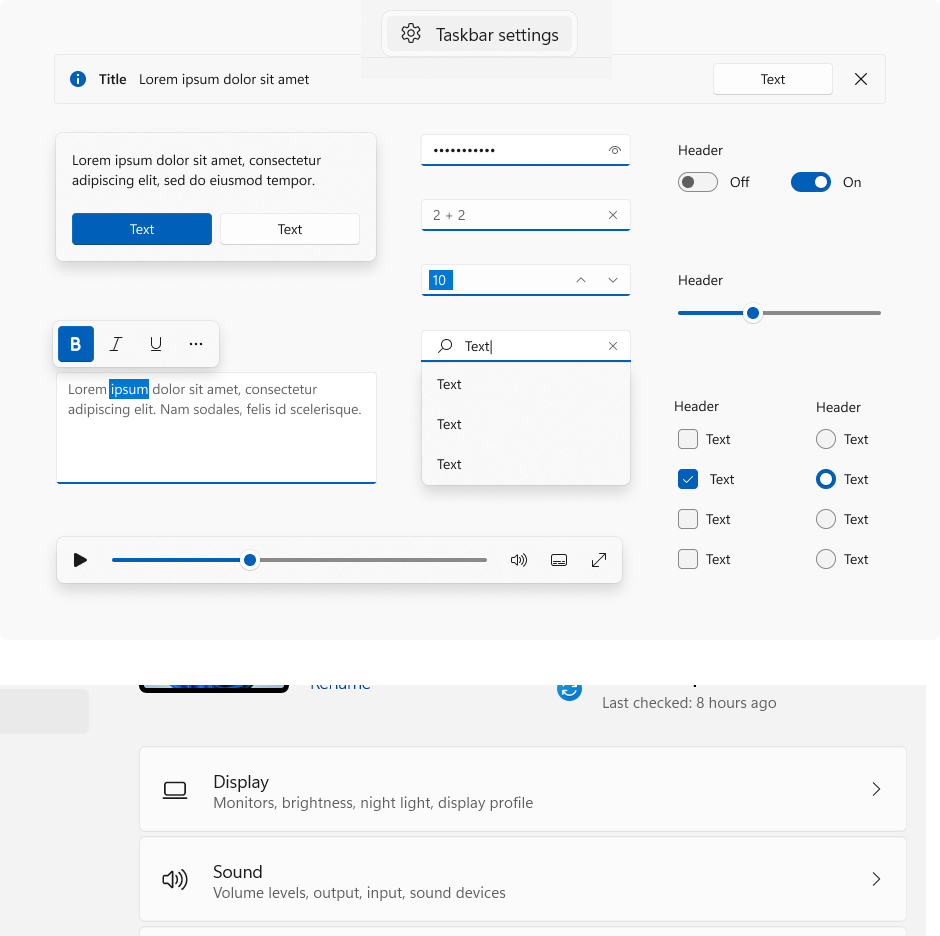 Taskbar settings
Title Lorem ipsum dolor sit amet Text
Lorem ipsum dolor sit amet, consectetur
adipiscing elit, sed do eiusmod tempor.
Text Text
•••••••••••
2 + 2
10
Header
Off On
Header
B I U ...
Lorem ipsum dolor sit amet, consectetur
adipiscing elit. Nam sodales, felis id scelerisque.
Text
Text
Text
Text
Header
Text
Text
Text
Text
Header
Text
Text
Text
Text
Rename
Last checked: 8 hours ago
Display
Monitors, brightness, night light, display profile
Sound
Volume levels, output, input, sound devices